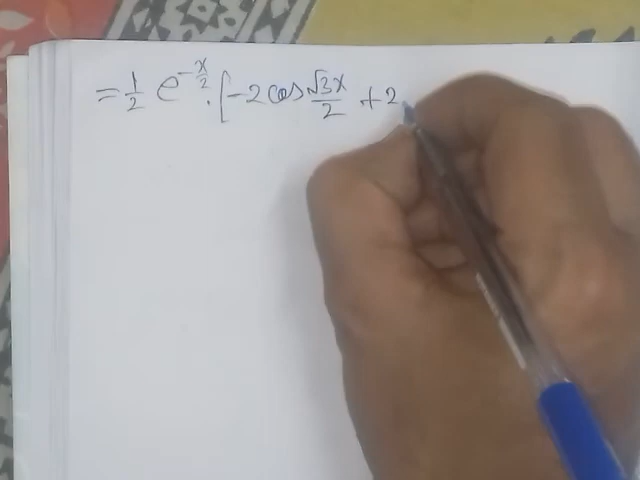 = 1/2 e^{-x/2} · [-2 cos √3x/2 + 2